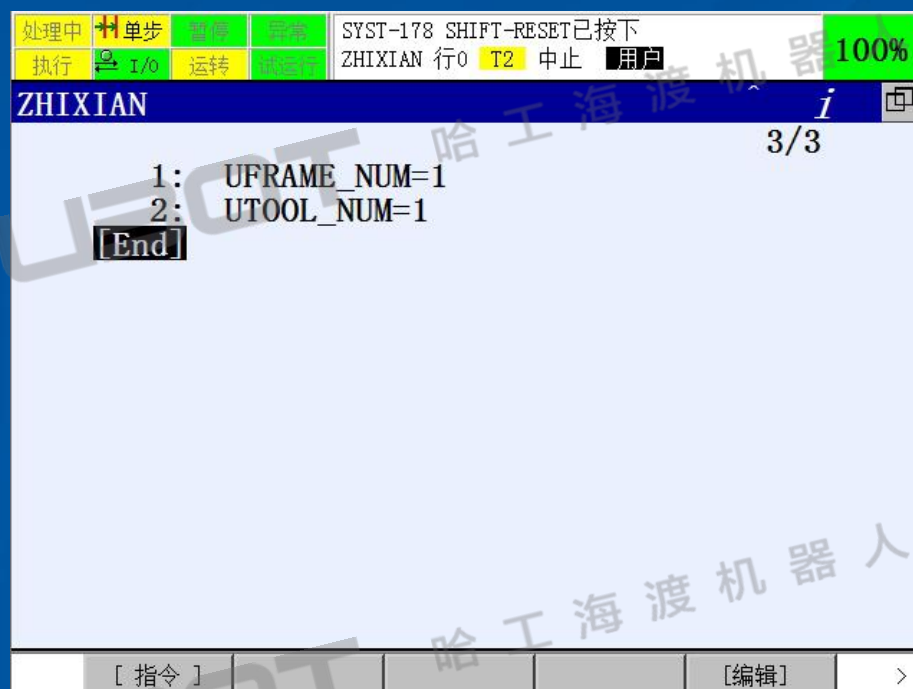 处理中 单步 暂停 异常 SYST-178 SHIFT-RESET已按下
执行 I/O 运转 试运行 ZHIXIAN 行0 T2 中止 用户 100%
ZHIXIAN i
3/3
1: UFRAME_NUM=1
2: UTOOL_NUM=1
[End]
哈工海渡机器人
哈工海渡机器人
[ 指令 ] [编辑] >